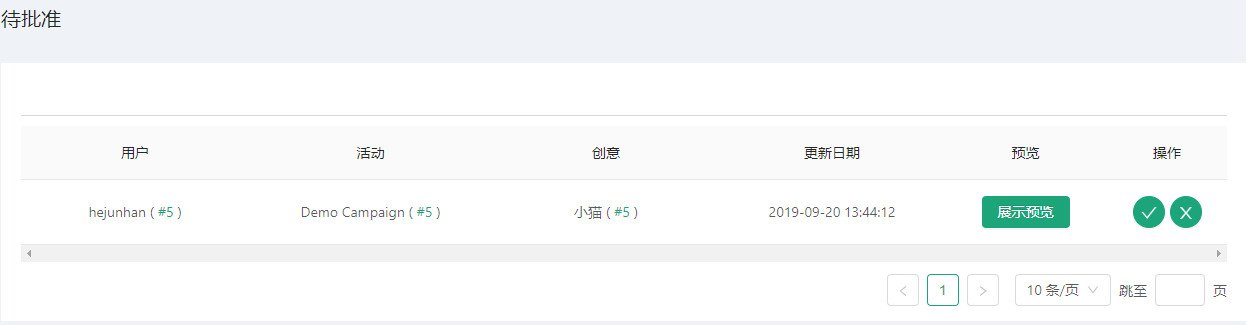 待批准
用户 活动 创意 更新日期 预览 操作
hejunhan ( #5 ) Demo Campaign ( #5 ) 小猫 ( #5 ) 2019-09-20 13:44:12 展示预览
1 10 条/页 跳至 页